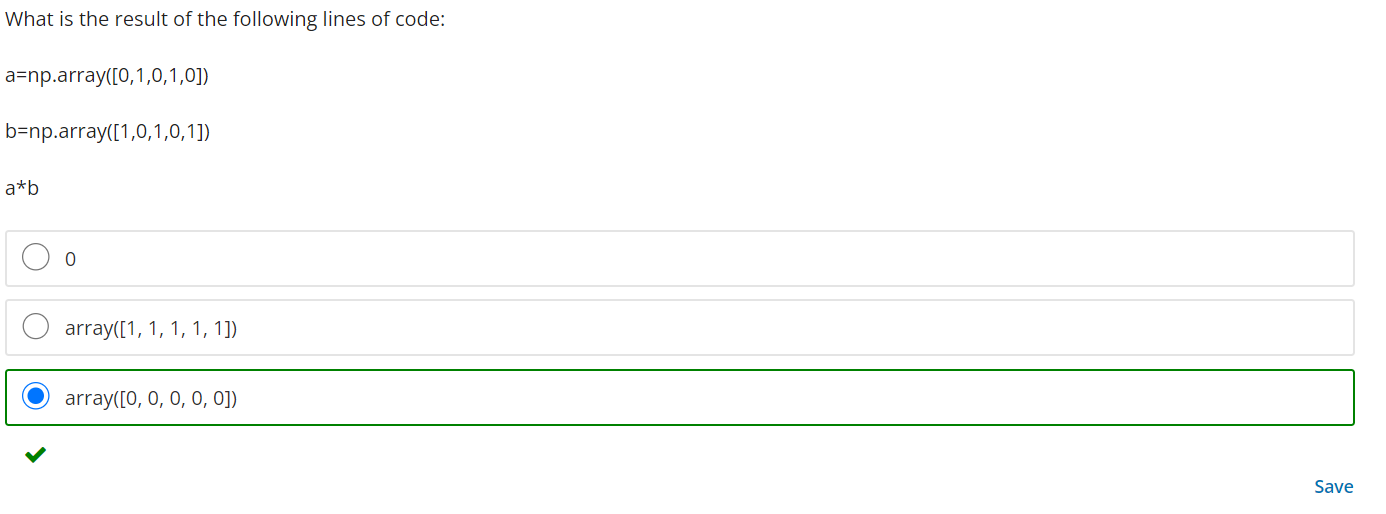 What is the result of the following lines of code:
a=np.array([0,1,0,1,0])
b=np.array([1,0,1,0,1])
a*b
0
array([1, 1, 1, 1, 1])
array([0, 0, 0, 0, 0])
Save